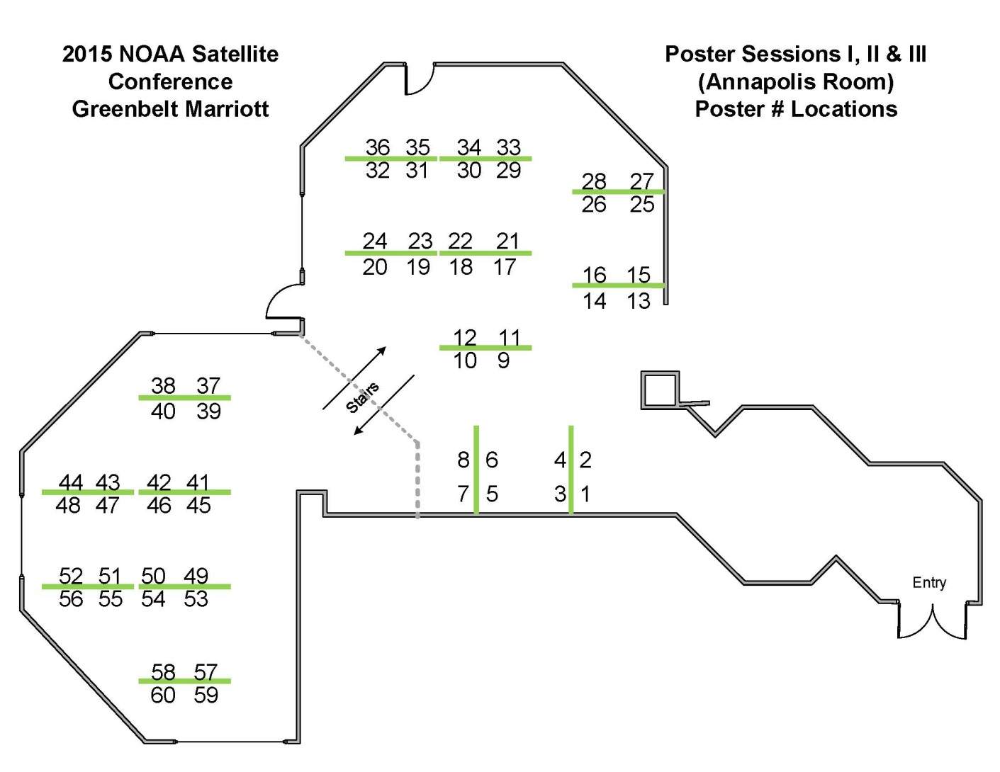 2015 NOAA Satellite
Conference
Greenbelt Marriott
Poster Sessions I, II & III
(Annapolis Room)
Poster # Locations
36 35 34 33
32 31 30 29
28 27
26 25
24 23 22 21
20 19 18 17
16 15
14 13
12 11
10 9
Stairs
38 37
40 39
8 6 4 2
7 5 3 1
44 43 42 41
48 47 46 45
52 51 50 49
56 55 54 53
Entry
58 57
60 59